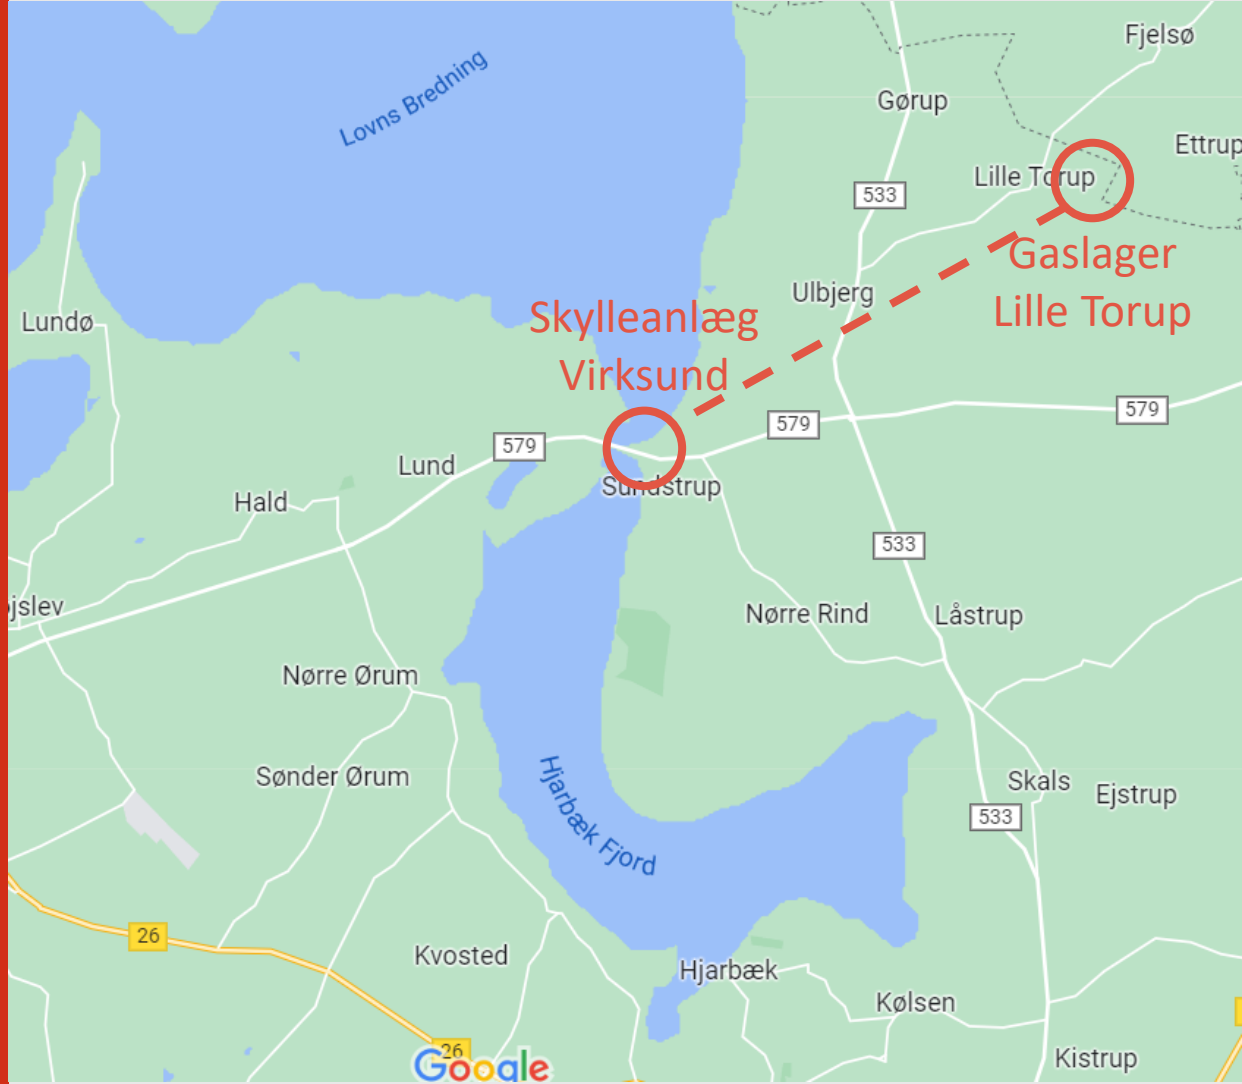 Fjelsø
Lovns Bredning
Gørup
Ettrup
Lille Torup
533
Gaslager
Lille Torup
Ulbjerg
Skylleanlæg
Virksund
Lundø
579
579
579
Lund
Sundstrup
Hald
533
jslev
Nørre Rind
Låstrup
Nørre Ørum
Sønder Ørum
Hjarbæk Fjord
Skals
Ejstrup
533
26
Kvosted
Hjarbæk
Kølsen
26
Google
Kistrup